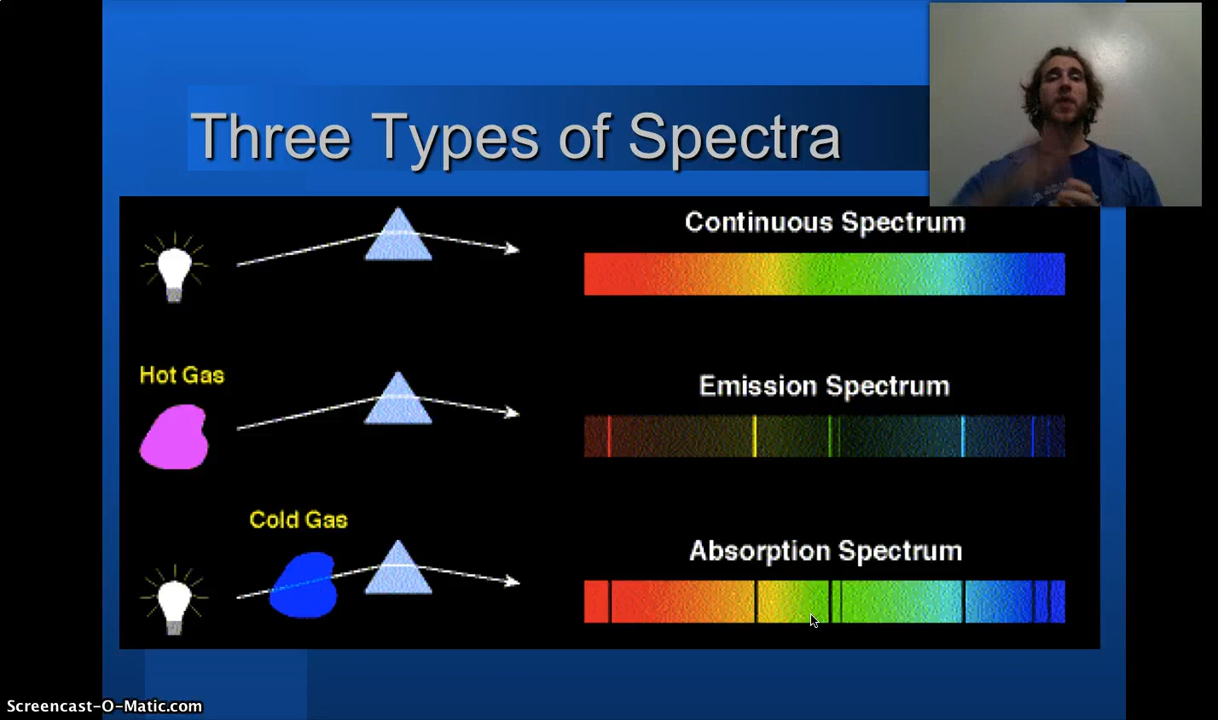 Three Types of Spectra
Continuous Spectrum
Hot Gas
Emission Spectrum
Cold Gas
Absorption Spectrum
Screencast-O-Matic.com